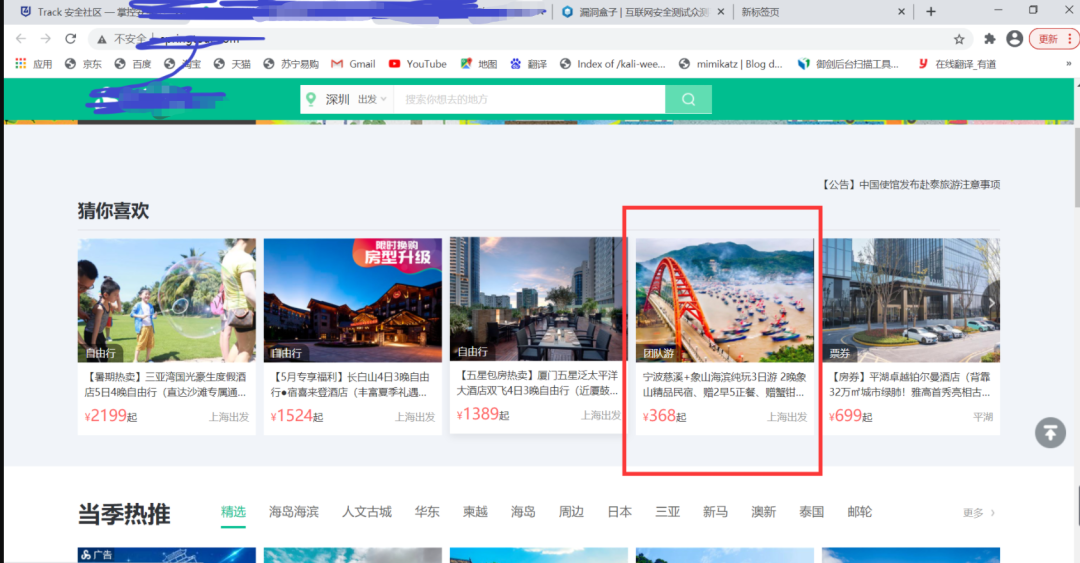 Track 安全社区 — 掌控
漏洞盒子 | 互联网安全测试众测
新标签页
不安全
更新
应用
京东
百度
淘宝
天猫
苏宁易购
Gmail
YouTube
地图
翻译
Index of /kali-wee...
mimikatz | Blog d...
御剑后台扫描工具...
在线翻译_有道
»
深圳 出发
搜索你想去的地方
【公告】中国使馆发布赴泰旅游注意事项
猜你喜欢
自由行
【暑期热卖】三亚湾国光豪生度假酒
店5日4晚自由行（直达沙滩专属通...
¥2199起 上海出发
限时换购
房型升级
自由行
【5月专享福利】长白山4日3晚自由
行●宿喜来登酒店（丰富夏季礼遇...
¥1524起 上海出发
自由行
【五星包房热卖】厦门五星泛太平洋
大酒店双飞4日3晚自由行（近厦鼓...
¥1389起 上海出发
团队游
宁波慈溪+象山海滨纯玩3日游 2晚象
山精品民宿、赠2早5正餐、赠蟹钳...
¥368起 上海出发
票券
【房券】平湖卓越铂尔曼酒店（背靠
32万㎡城市绿肺！雅高首秀亮相古...
¥699起 平湖
当季热推
精选 海岛海滨 人文古城 华东 柬越 海岛 周边 日本 三亚 新马 澳新 泰国 邮轮
更多 >
广告